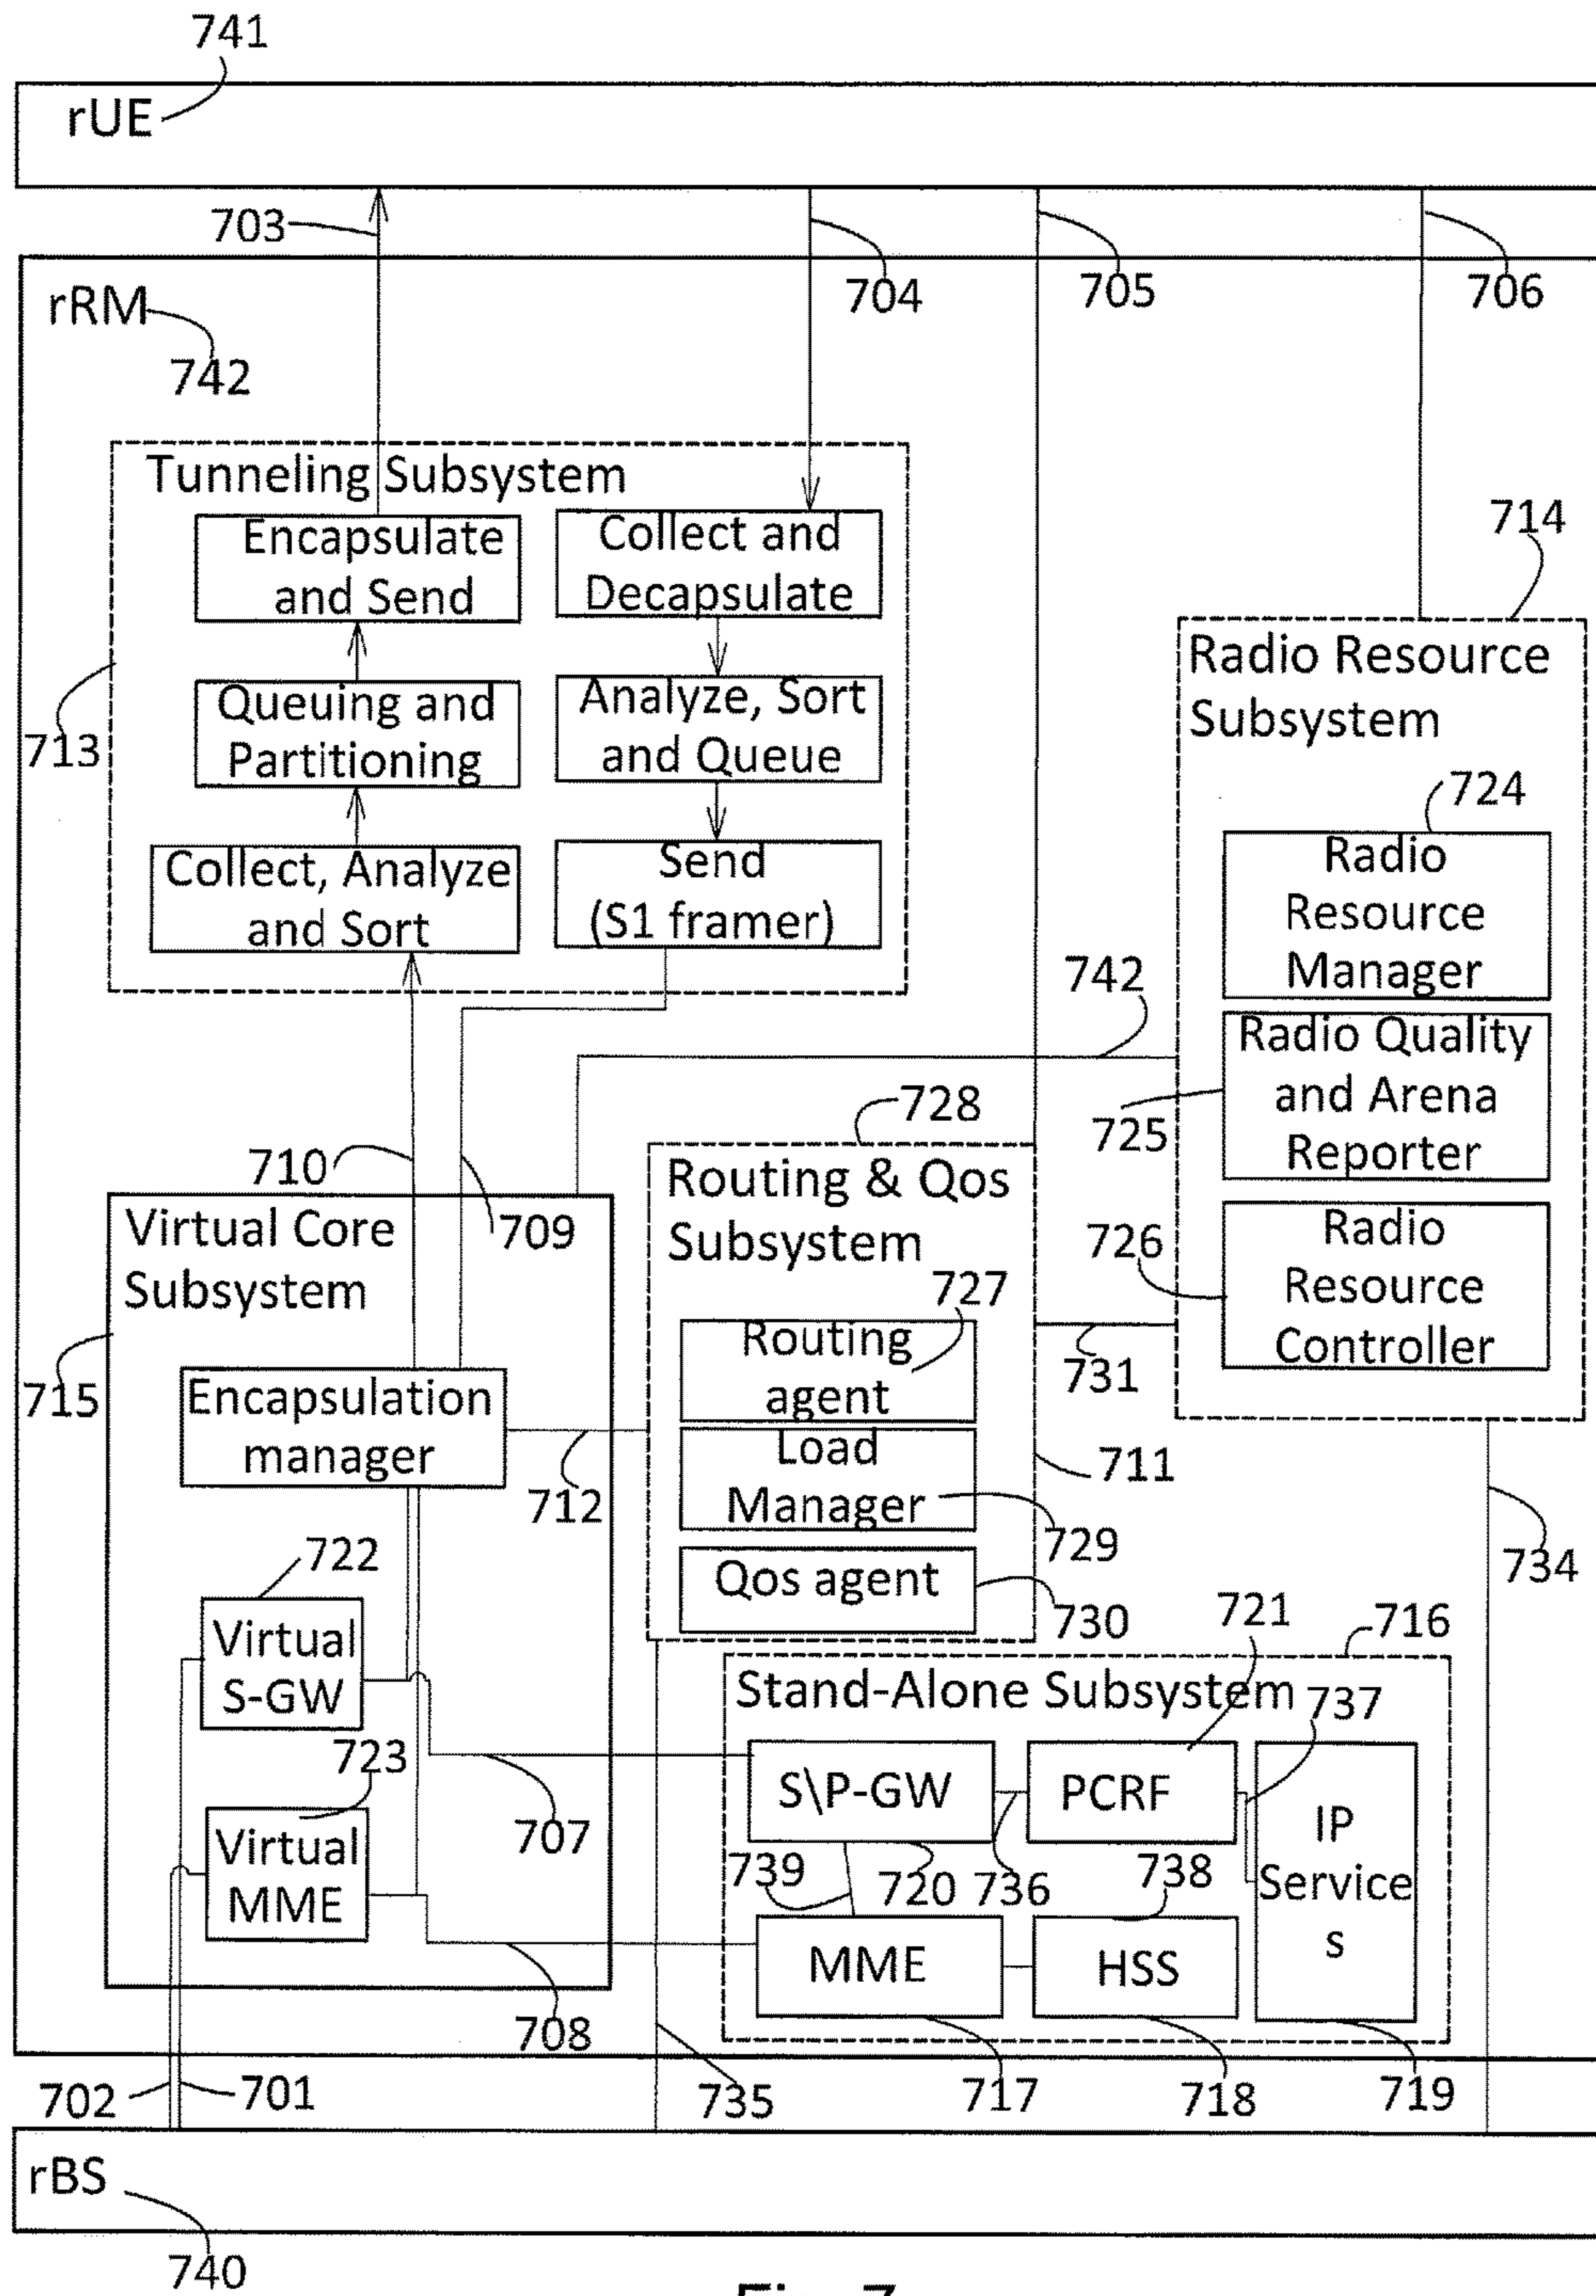 741
rUE
703
704
705
706
rRM
742
Tunneling Subsystem
Encapsulate
and Send
Collect and
Decapsulate
714
Radio Resource
Subsystem
Queuing and
Partitioning
Analyze, Sort
and Queue
713
724
Radio
Resource
Manager
Collect, Analyze
and Sort
Send
(S1 framer)
742
Radio Quality
and Arena
Reporter
725
728
710
709
Routing & Qos
Subsystem
Virtual Core
Subsystem
726
Radio
Resource
Controller
727
Routing
agent
731
715
Encapsulation
manager
712
Load
Manager
711
729
734
Qos agent
730
722
Virtual
S-GW
721
716
Stand-Alone Subsystem
737
723
S\P-GW
PCRF
IP
Service
s
707
Virtual
MME
739
720
736
738
MME
HSS
708
702
701
735
717
718
719
rBS
740